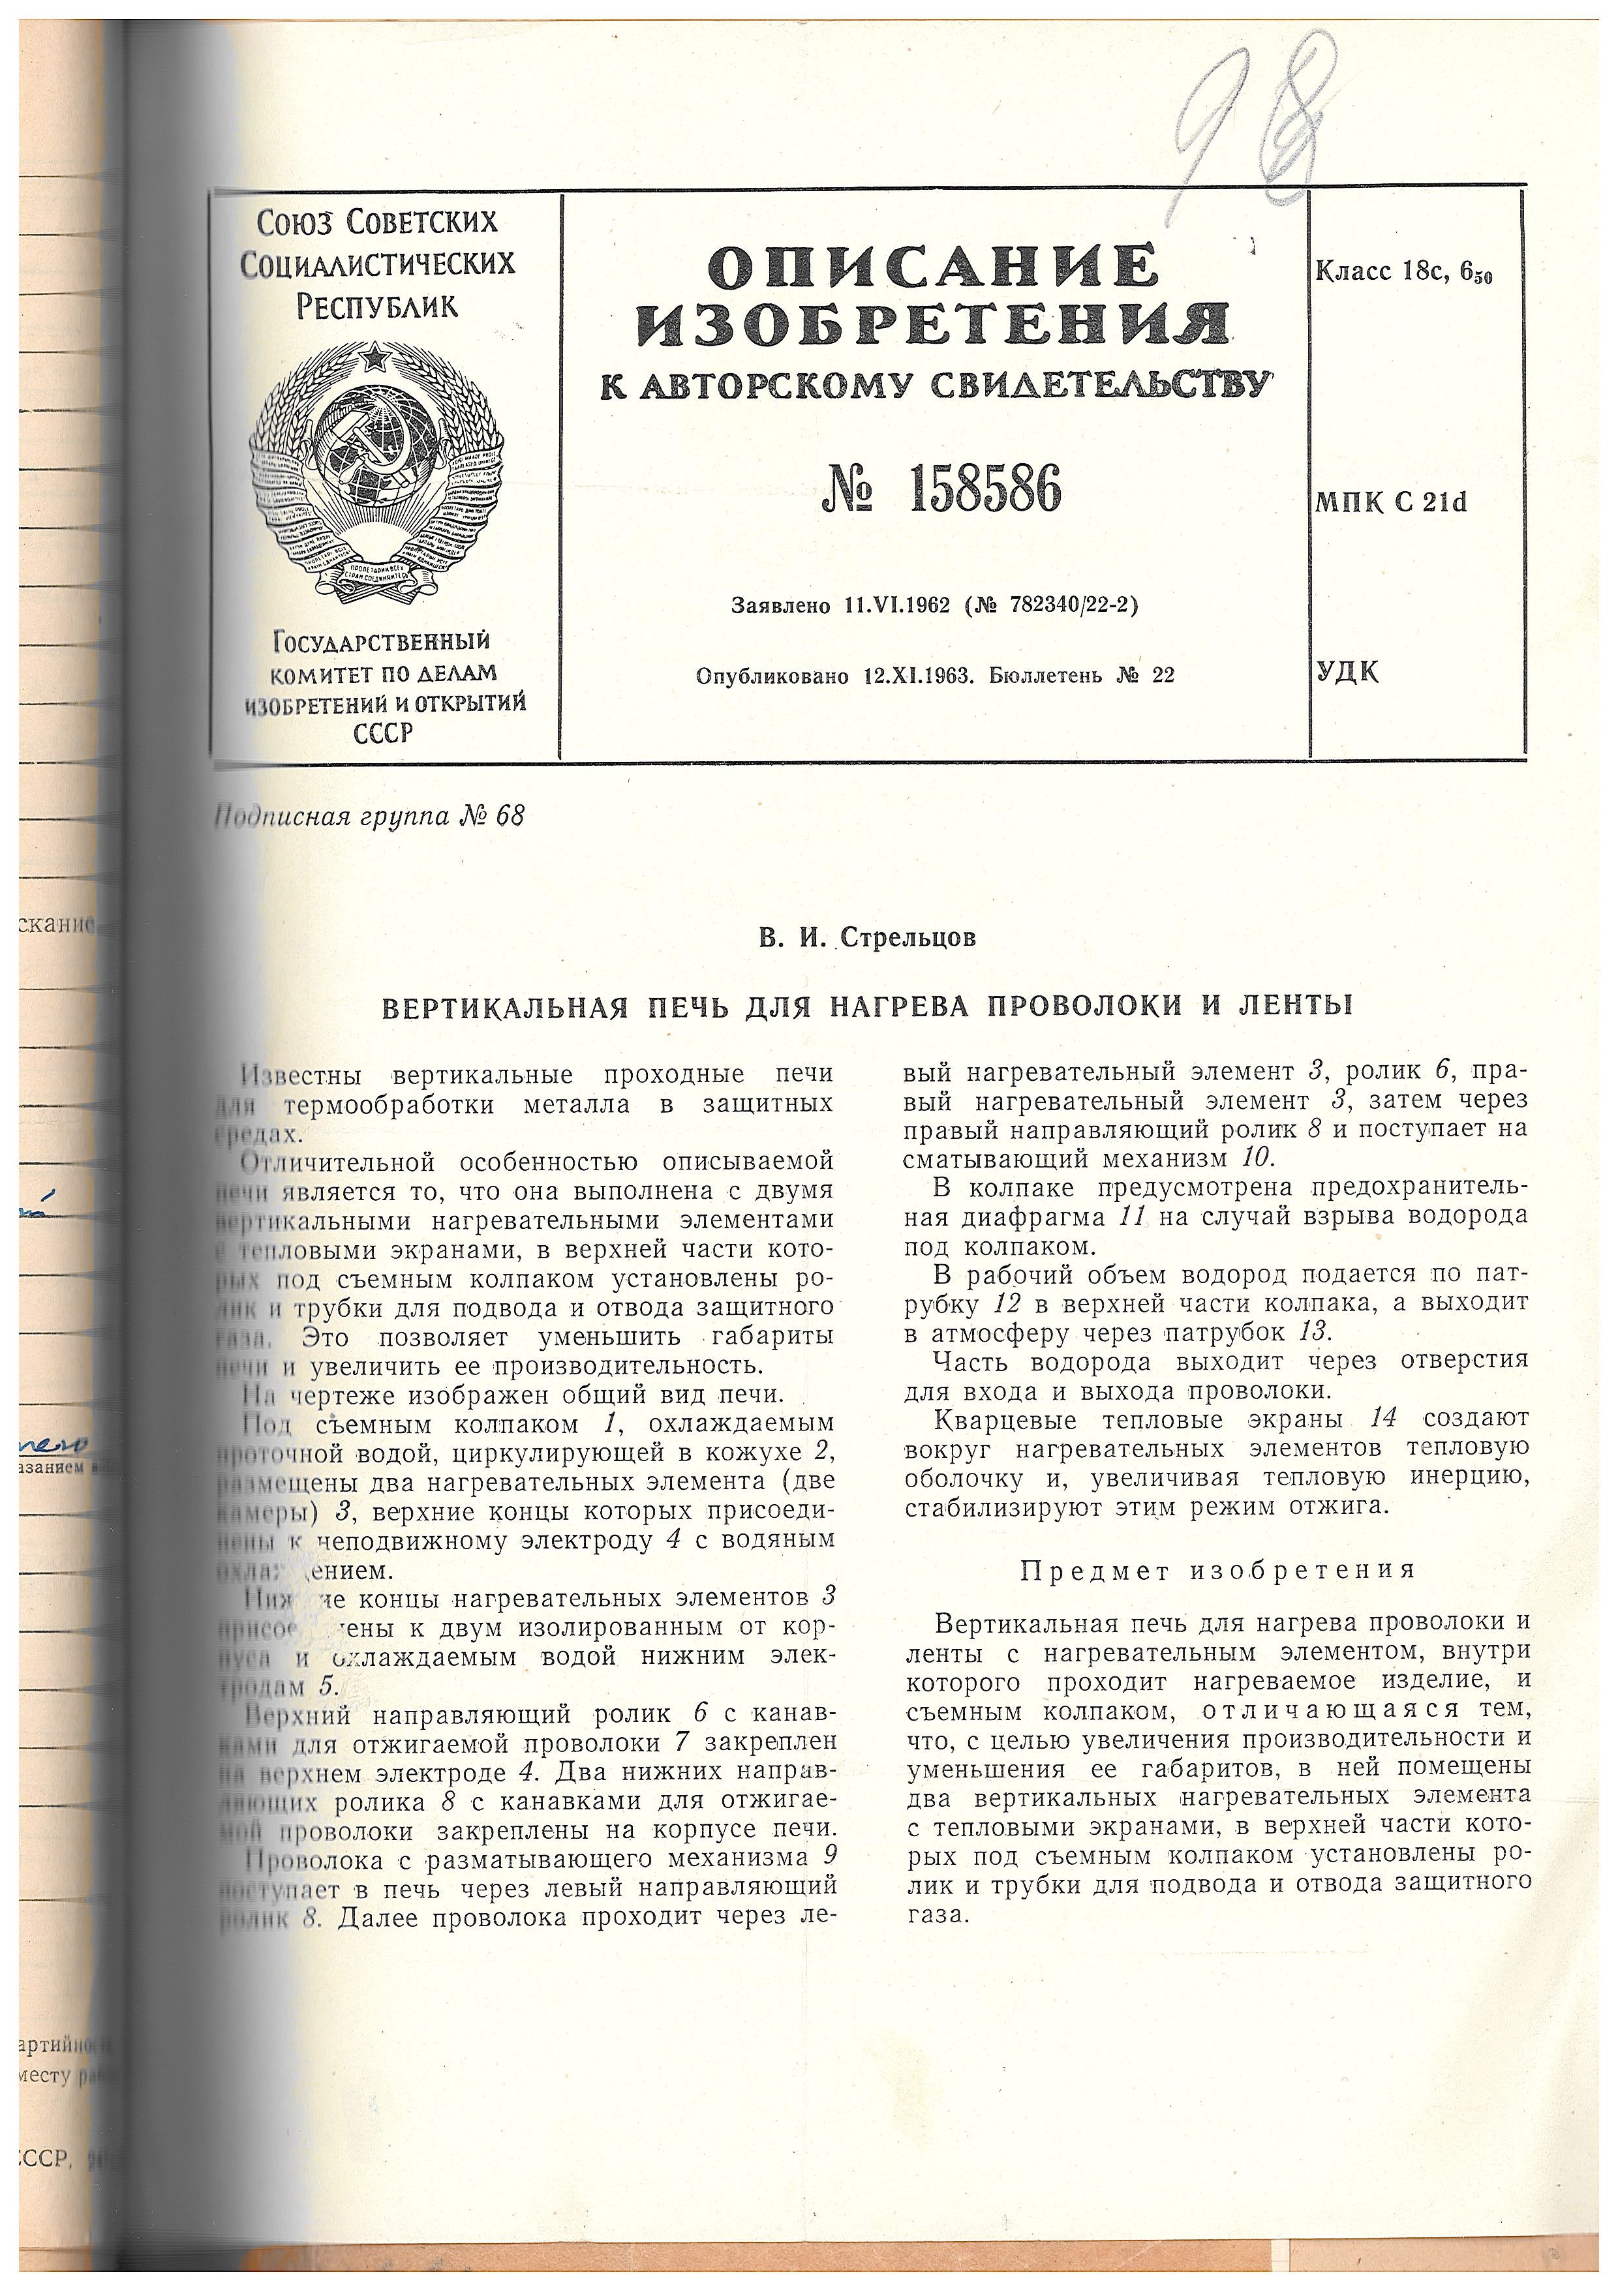 98
Союз Советских
Социалистических
Республик
Государственный
комитет по делам
изобретений и открытий
СССР
ОПИСАНИЕ
ИЗОБРЕТЕНИЯ
К АВТОРСКОМУ СВИДЕТЕЛЬСТВУ
№ 158586
Заявлено 11.VI.1962 (№ 782340/22-2)
Опубликовано 12.XI.1963. Бюллетень № 22
Класс 18с, 6₅₀
МПК С 21d
УДК
Подписная группа № 68
В. И. Стрельцов
ВЕРТИКАЛЬНАЯ ПЕЧЬ ДЛЯ НАГРЕВА ПРОВОЛОКИ И ЛЕНТЫ
Известны вертикальные проходные печи
для термообработки металла в защитных
средах.
Отличительной особенностью описываемой
печи является то, что она выполнена с двумя
вертикальными нагревательными элементами
с тепловыми экранами, в верхней части кото-
рых под съемным колпаком установлены ро-
лик и трубки для подвода и отвода защитного
газа. Это позволяет уменьшить габариты
печи и увеличить ее производительность.
На чертеже изображен общий вид печи.
Под съемным колпаком 1, охлаждаемым
проточной водой, циркулирующей в кожухе 2,
размещены два нагревательных элемента (две
камеры) 3, верхние концы которых присоеди-
нены к неподвижному электроду 4 с водяным
охлаждением.
Нижние концы нагревательных элементов 3
присоединены к двум изолированным от кор-
пуса и охлаждаемым водой нижним элек-
тродам 5.
Верхний направляющий ролик 6 с канав-
ками для отжигаемой проволоки 7 закреплен
на верхнем электроде 4. Два нижних направ-
ляющих ролика 8 с канавками для отжигае-
мой проволоки закреплены на корпусе печи.
Проволока с разматывающего механизма 9
поступает в печь через левый направляющий
ролик 8. Далее проволока проходит через ле-
вый нагревательный элемент 3, ролик 6, пра-
вый нагревательный элемент 3, затем через
правый направляющий ролик 8 и поступает на
сматывающий механизм 10.
В колпаке предусмотрена предохранитель-
ная диафрагма 11 на случай взрыва водорода
под колпаком.
В рабочий объем водород подается по пат-
рубку 12 в верхней части колпака, а выходит
в атмосферу через патрубок 13.
Часть водорода выходит через отверстия
для входа и выхода проволоки.
Кварцевые тепловые экраны 14 создают
вокруг нагревательных элементов тепловую
оболочку и, увеличивая тепловую инерцию,
стабилизируют этим режим отжига.
Предмет изобретения
Вертикальная печь для нагрева проволоки и
ленты с нагревательным элементом, внутри
которого проходит нагреваемое изделие, и
съемным колпаком, отличающаяся тем,
что, с целью увеличения производительности и
уменьшения ее габаритов, в ней помещены
два вертикальных нагревательных элемента
с тепловыми экранами, в верхней части кото-
рых под съемным колпаком установлены ро-
лик и трубки для подвода и отвода защитного
газа.